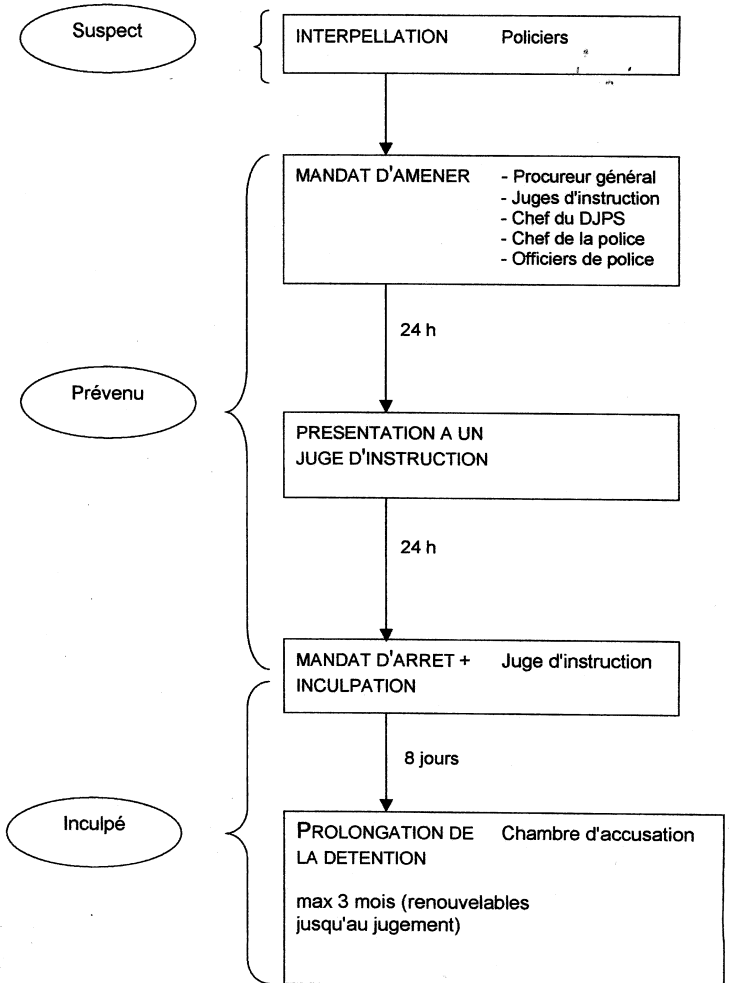 Suspect
INTERPELLATION Policiers
MANDAT D'AMENER - Procureur général
- Juges d'instruction
- Chef du DJPS
- Chef de la police
- Officiers de police
24 h
Prévenu
PRESENTATION A UN
JUGE D'INSTRUCTION
24 h
MANDAT D'ARRET + Juge d'instruction
INCULPATION
8 jours
Inculpé
PROLONGATION DE Chambre d'accusation
LA DETENTION
max 3 mois (renouvelables
jusqu'au jugement)